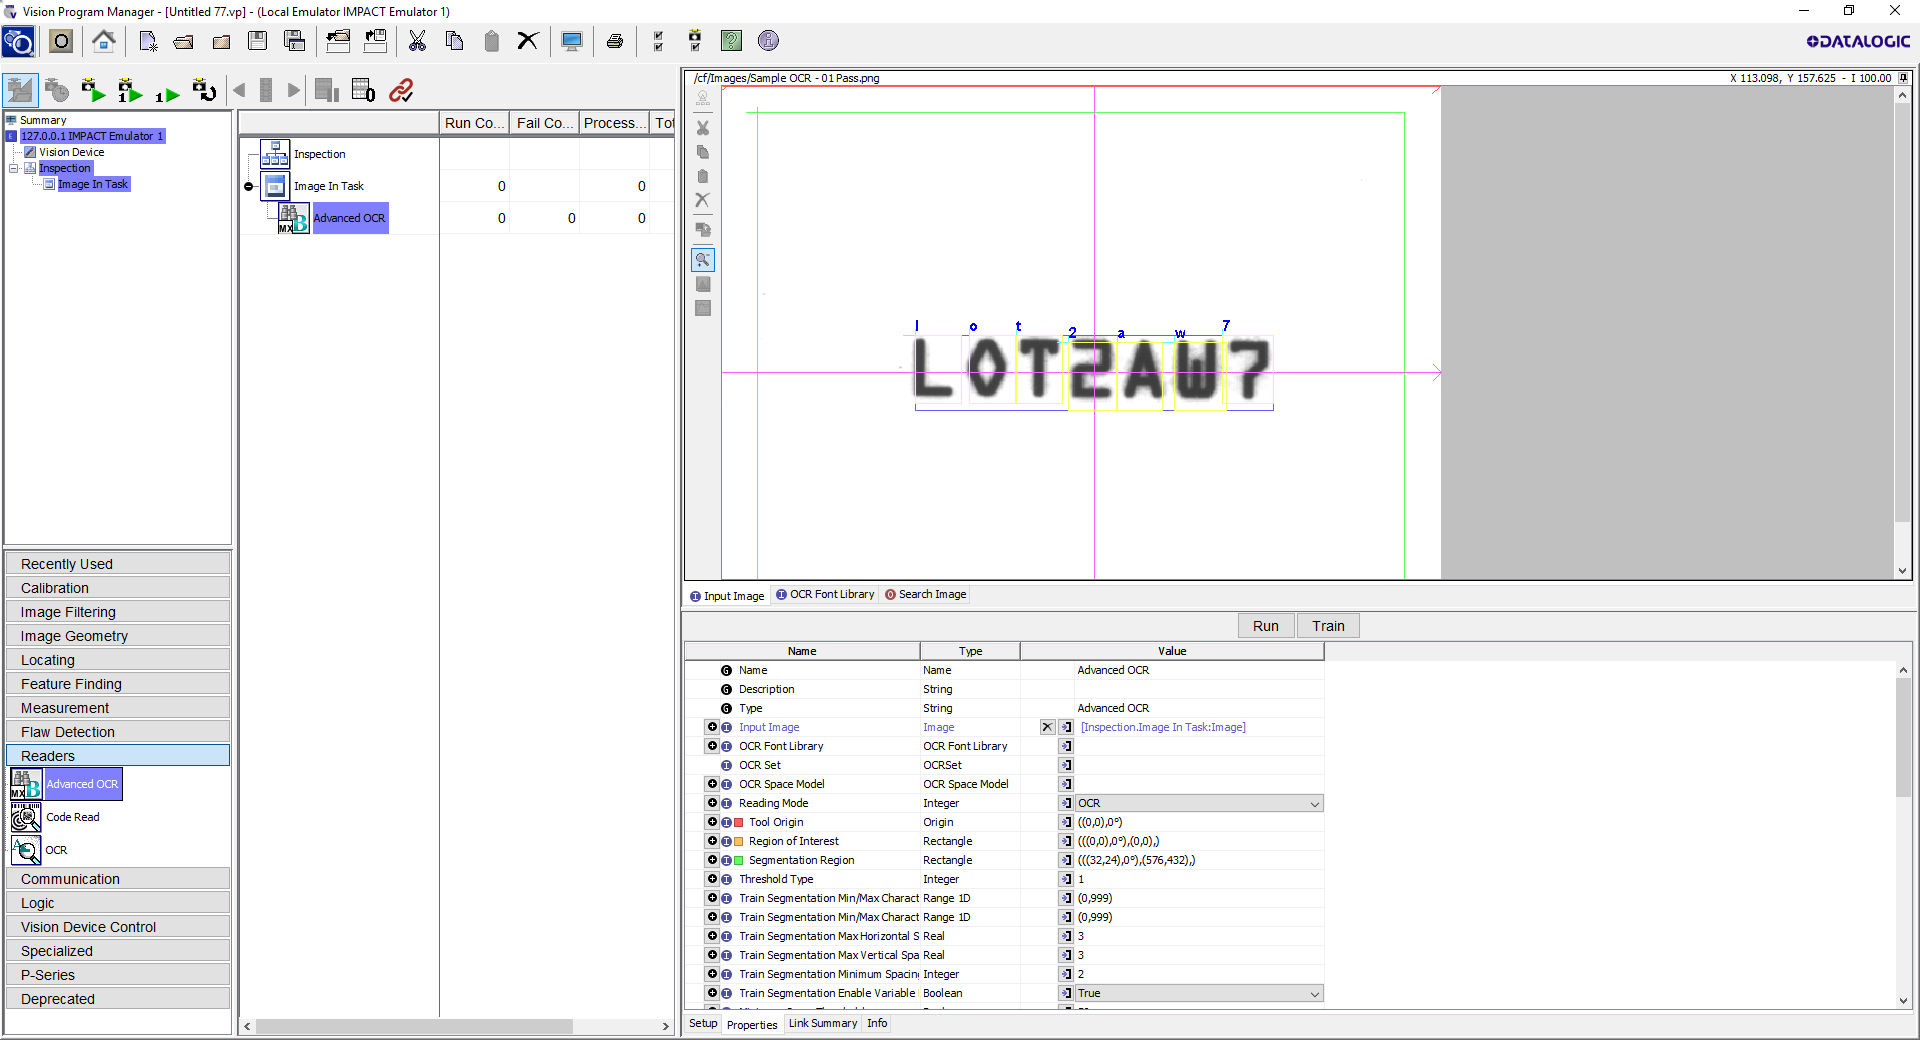 Vision Program Manager - [Untitled 77.vp] - (Local Emulator IMPACT Emulator 1)
DATALOGIC
Summary
127.0.0.1 IMPACT Emulator 1
Vision Device
Inspection
Image In Task
Run Co... Fail Co... Process... Tot
Inspection
Image In Task 0 0
Advanced OCR 0 0 0
Recently Used
Calibration
Image Filtering
Image Geometry
Locating
Feature Finding
Measurement
Flaw Detection
Readers
Advanced OCR
Code Read
OCR
Communication
Logic
Vision Device Control
Specialized
P-Series
Deprecated
/cf/Images/Sample OCR - 01Pass.png X 113.098, Y 157.625 - I 100.00
l o t 2 a w 7
LOT2AW7
Input Image OCR Font Library Search Image
Run Train
Name Type Value
Name Name Advanced OCR
Description String
Type String Advanced OCR
Input Image Image [Inspection.Image In Task:Image]
OCR Font Library OCR Font Library
OCR Set OCRSet
OCR Space Model OCR Space Model
Reading Mode Integer OCR
Tool Origin Origin ((0,0),0°)
Region of Interest Rectangle (((0,0),0°),(0,0),)
Segmentation Region Rectangle (((32,24),0°),(576,432),)
Threshold Type Integer 1
Train Segmentation Min/Max Charact Range 1D (0,999)
Train Segmentation Min/Max Charact Range 1D (0,999)
Train Segmentation Max Horizontal S Real 3
Train Segmentation Max Vertical Spa Real 3
Train Segmentation Minimum Spacing Integer 2
Train Segmentation Enable Variable Boolean True
Setup Properties Link Summary Info